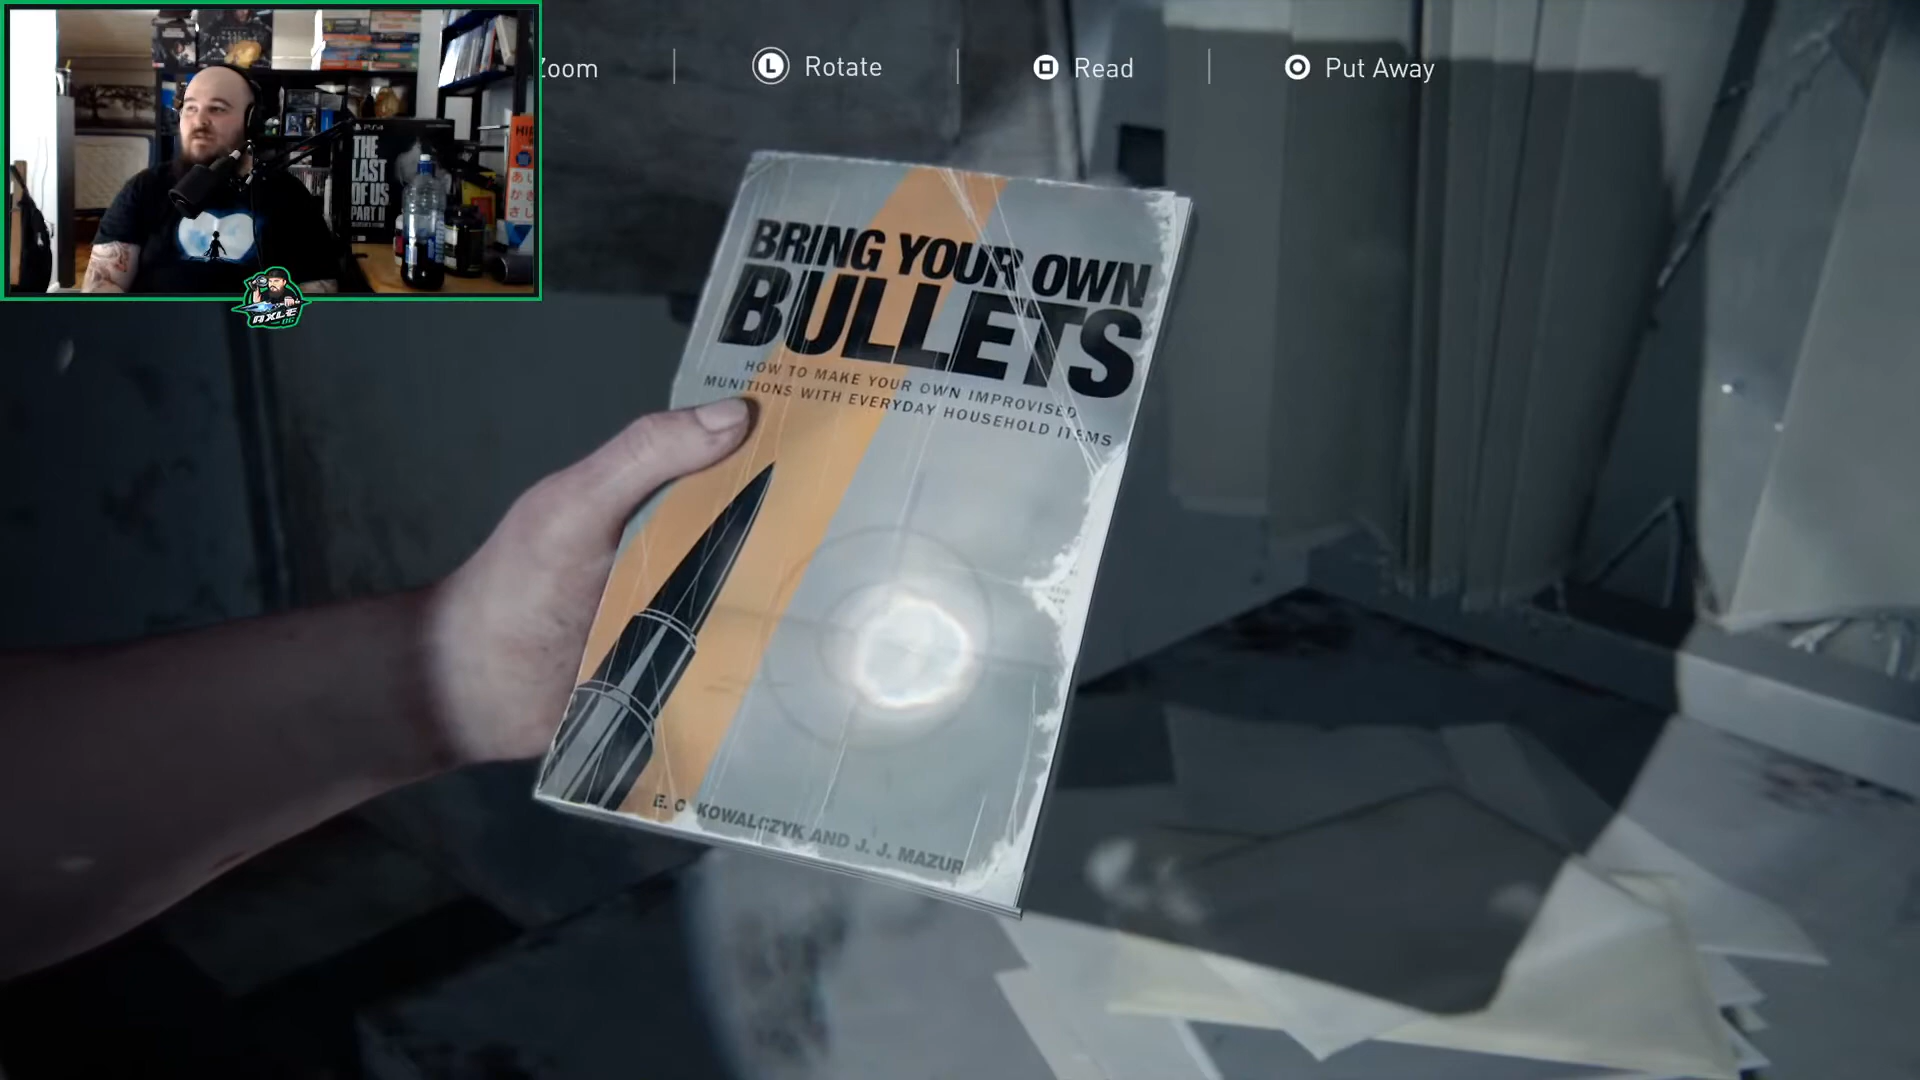 Zoom
L Rotate
Read
Put Away
BRING YOUR OWN
BULLETS
HOW TO MAKE YOUR OWN IMPROVISED
MUNITIONS WITH EVERYDAY HOUSEHOLD ITEMS
E. C KOWALCZYK AND J. J. MAZUR
PS4
THE
LAST
OF US
PART II
AXLE